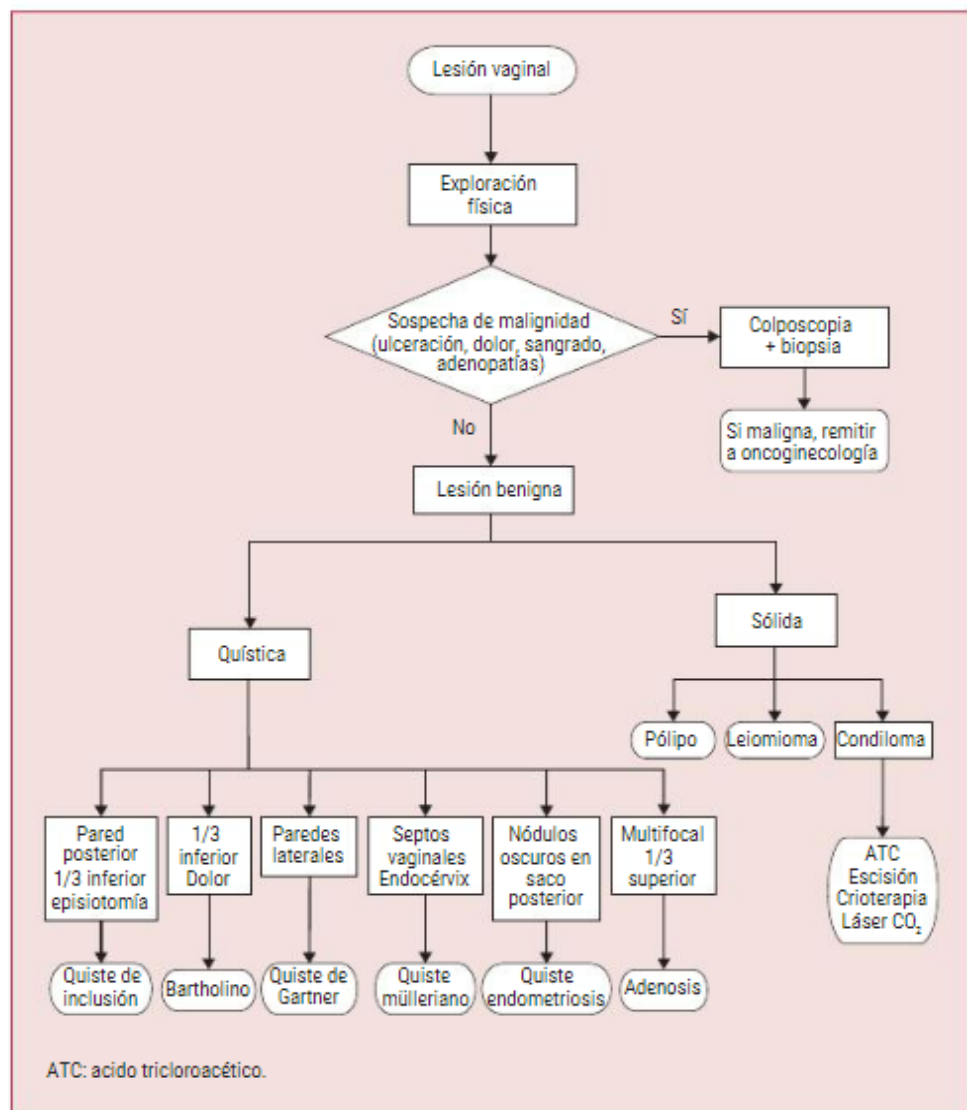 Lesión vaginal
Exploración
física
Sospecha de malignidad
(ulceración, dolor, sangrado,
adenopatías)
Sí
Colposcopia
+ biopsia
Si maligna, remitir
a oncoginecología
No
Lesión benigna
Quística
Sólida
Pólipo
Leiomioma
Condiloma
Pared
posterior
1/3 inferior
episiotomía
1/3
inferior
Dolor
Paredes
laterales
Septos
vaginales
Endocérvix
Nódulos
oscuros en
saco
posterior
Multifocal
1/3
superior
ATC
Escisión
Crioterapia
Láser CO₂
Quiste de
inclusión
Bartholino
Quiste de
Gartner
Quiste
mülleriano
Quiste
endometriosis
Adenosis
ATC: acido tricloroacético.